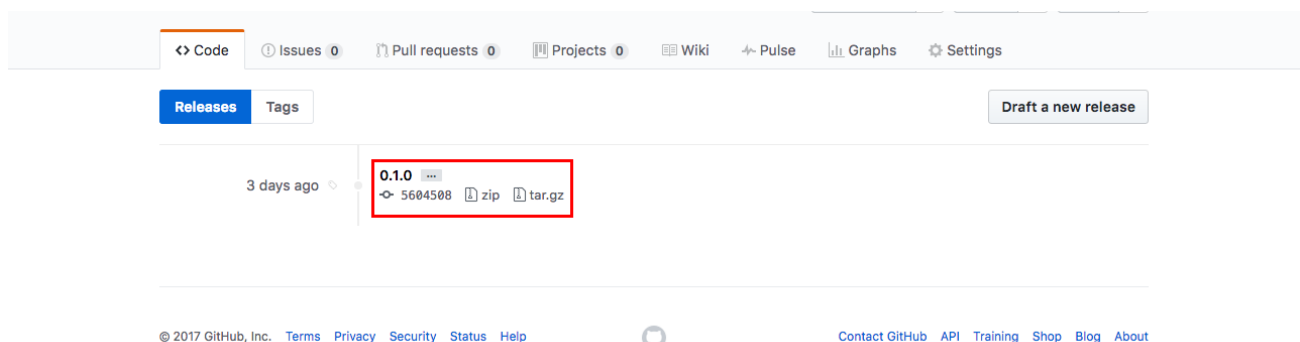 Code Issues 0 Pull requests 0 Projects 0 Wiki Pulse Graphs Settings
Releases Tags Draft a new release
3 days ago 0.1.0 ...
5604508 zip tar.gz
© 2017 GitHub, Inc. Terms Privacy Security Status Help Contact GitHub API Training Shop Blog About